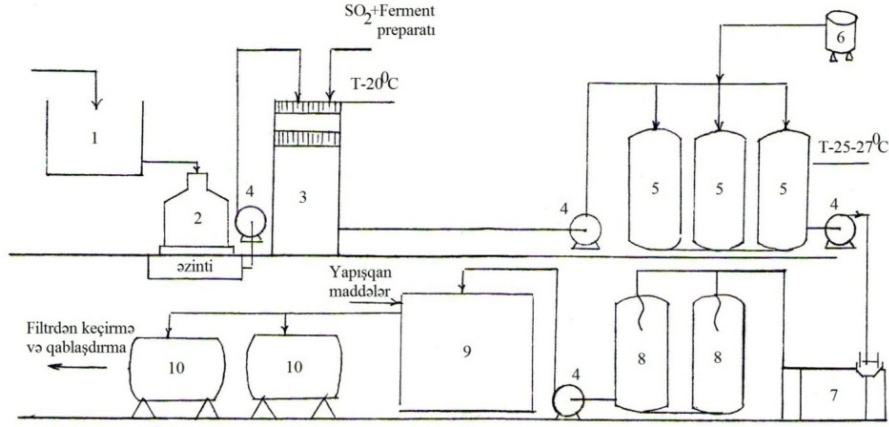 SO2+Ferment
preparatı
6
T-20⁰C
1
T-25-27⁰C
4
2
3
4
5
5
5
4
əzinti
Yapışqan
maddələr
Filtrdən keçirmə
və qablaşdırma
10
10
9
4
8
8
7